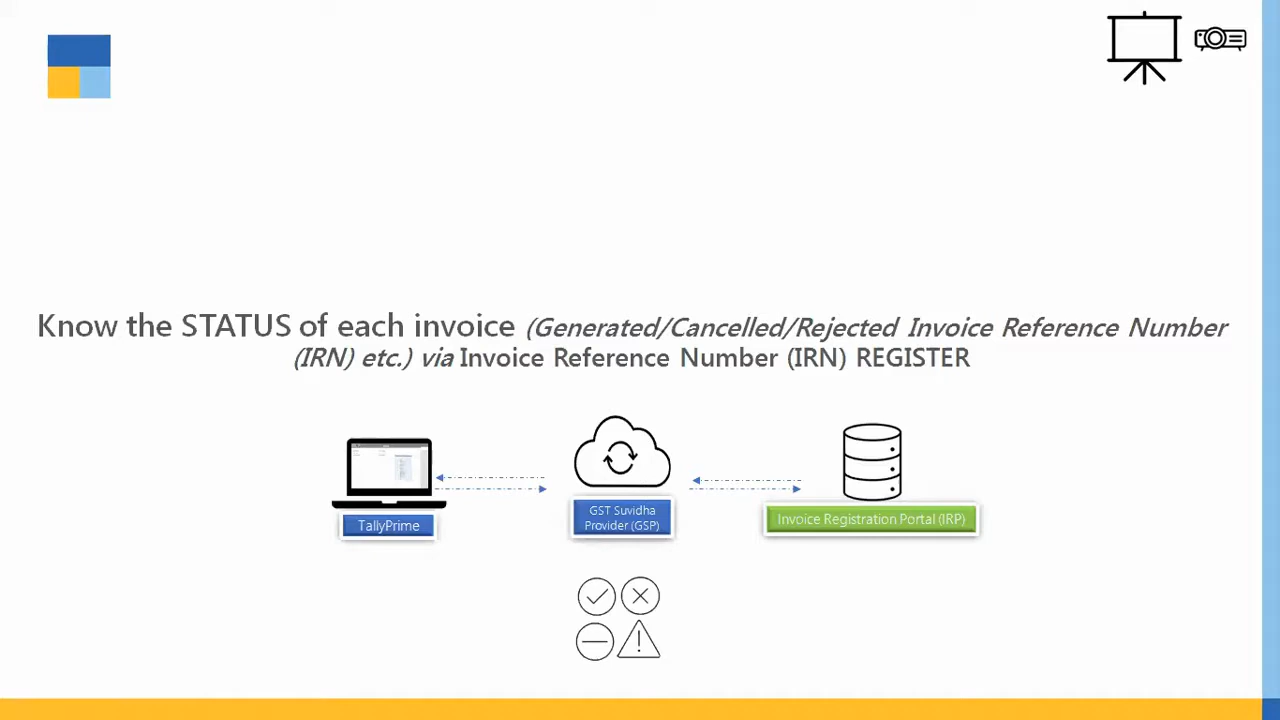 Know the STATUS of each invoice (Generated/Cancelled/Rejected Invoice Reference Number
(IRN) etc.) via Invoice Reference Number (IRN) REGISTER
TallyPrime
GST Suvidha
Provider (GSP)
Invoice Registration Portal (IRP)